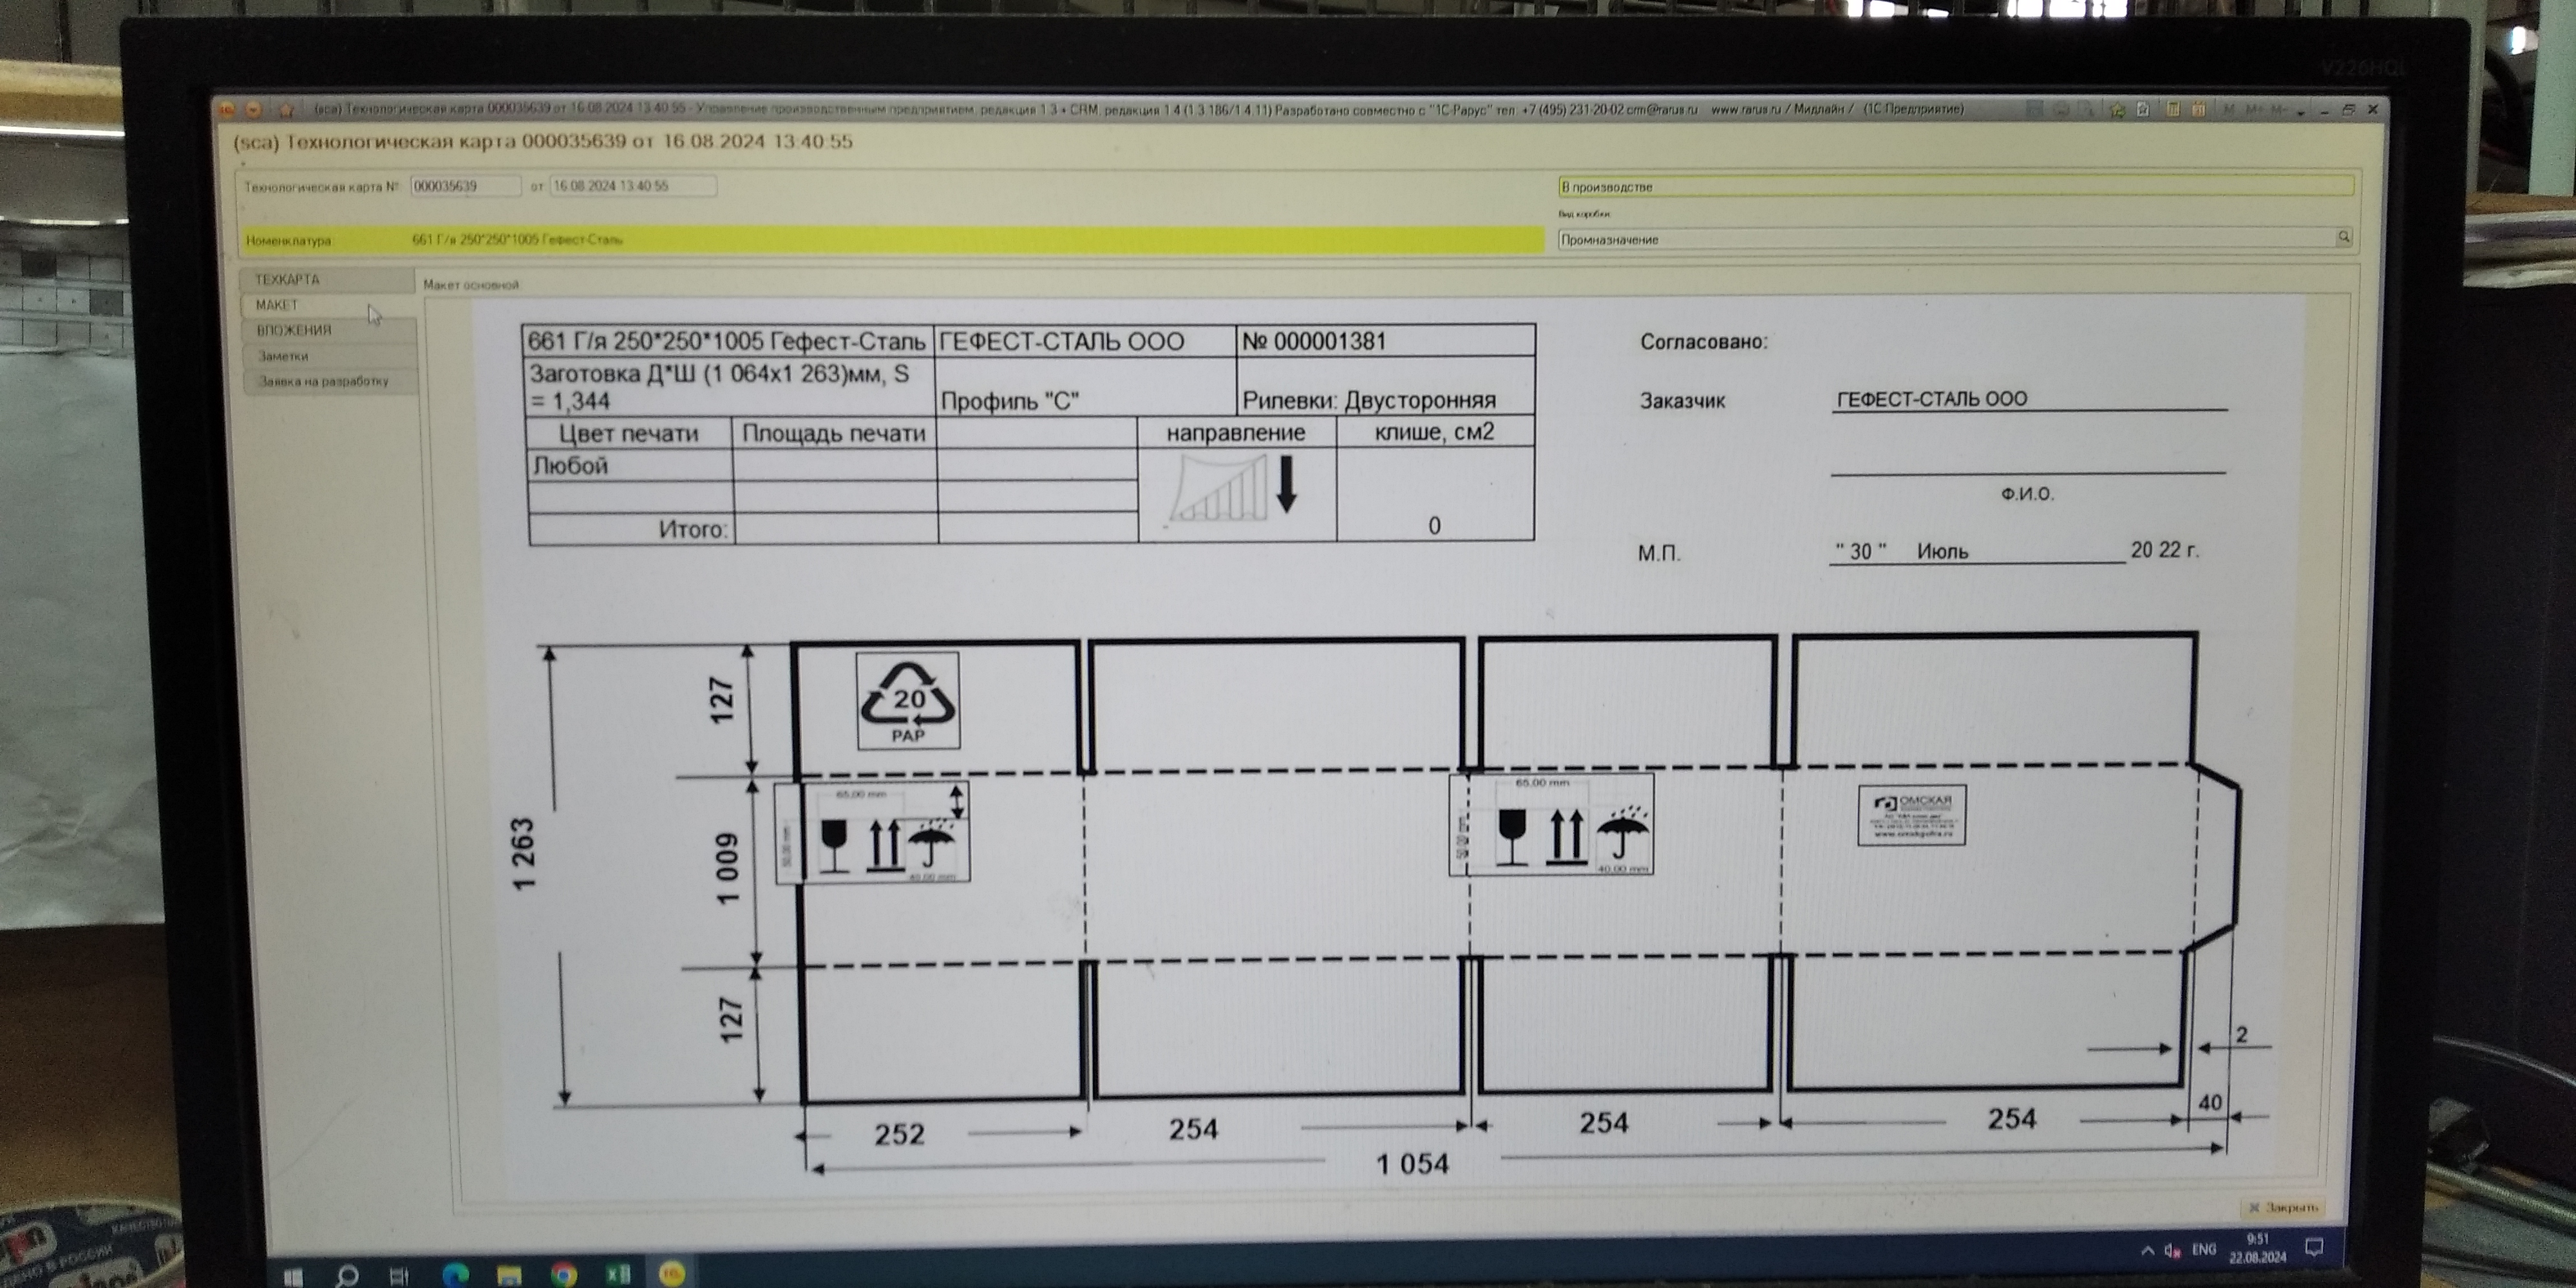 V226HQL
(sca) Технологическая карта 000035639 от 16.08.2024 13:40:55 - Управление производственным предприятием, редакция 1.3 + CRM, редакция 1.4 (1.3.186/1.4.11) Разработано совместно с "1С-Рарус" тел. +7 (495) 231-20-02 crm@rarus.ru www.rarus.ru / Мидлайн / (1С:Предприятие)
M M+ M-
(sca) Технологическая карта 000035639 от 16.08.2024 13:40:55
Технологическая карта №: 000035639 от 16.08.2024 13:40:55
В производстве
Вид коробки:
Номенклатура: 661 Г/я 250*250*1005 Гефест-Сталь
Промназначение
ТЕХКАРТА
МАКЕТ
ВЛОЖЕНИЯ
Заметки
Заявка на разработку
Макет основной:
661 Г/я 250*250*1005 Гефест-Сталь ГЕФЕСТ-СТАЛЬ ООО № 000001381
Заготовка Д*Ш (1 064х1 263)мм, S
= 1,344 Профиль "С" Рилевки: Двусторонняя
Цвет печати Площадь печати направление клише, см2
Любой
Итого: 0
Согласовано:
Заказчик ГЕФЕСТ-СТАЛЬ ООО
Ф.И.О.
М.П. " 30 " Июль 20 22 г.
127
20
PAP
1 263
1 009
65.00 mm
50.00 mm
40.00 mm
65.00 mm
50.00 mm
40.00 mm
ОМСКАЯ
www.omskgofra.ru
127
2
40
252 254 254 254
1 054
Закрыть
ENG
9:51
22.08.2024
В РОССИИ